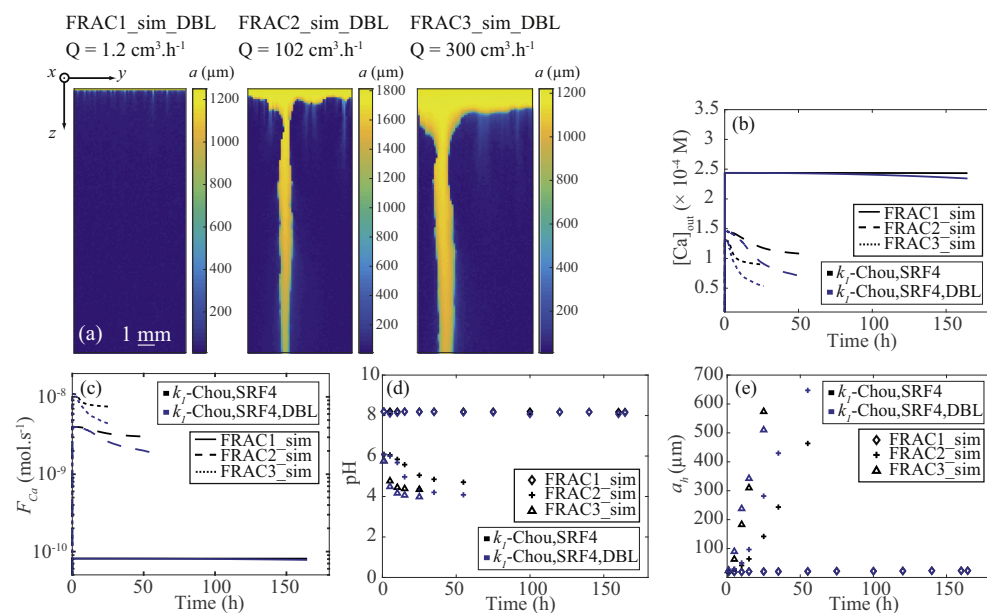 FRAC1_sim_DBL
Q = 1.2 cm³.h⁻¹
FRAC2_sim_DBL
Q = 102 cm³.h⁻¹
FRAC3_sim_DBL
Q = 300 cm³.h⁻¹
x
y
z
a (μm)
1200
1000
800
600
400
200
a (μm)
1400
1200
1000
800
600
400
200
a (μm)
1200
1000
800
600
400
200
(a)
1 mm
(b)
[Ca]out (× 10⁻⁴ M)
3.5
3
2.5
2
1.5
1
0.5
0
50
100
150
Time (h)
FRAC1_sim
FRAC2_sim
FRAC3_sim
k₁-Chou,SRF4
k₁-Chou,SRF4,DBL
(c)
F_Ca (mol.s⁻¹)
10⁻⁸
10⁻⁹
10⁻¹⁰
0
50
100
150
Time (h)
k₁-Chou,SRF4
k₁-Chou,SRF4,DBL
FRAC1_sim
FRAC2_sim
FRAC3_sim
(d)
pH
10
8
6
4
2
0
0
50
100
150
Time (h)
FRAC1_sim
FRAC2_sim
FRAC3_sim
k₁-Chou,SRF4
k₁-Chou,SRF4,DBL
(e)
a_h (μm)
700
600
500
400
300
200
100
0
50
100
150
Time (h)
k₁-Chou,SRF4
k₁-Chou,SRF4,DBL
FRAC1_sim
FRAC2_sim
FRAC3_sim